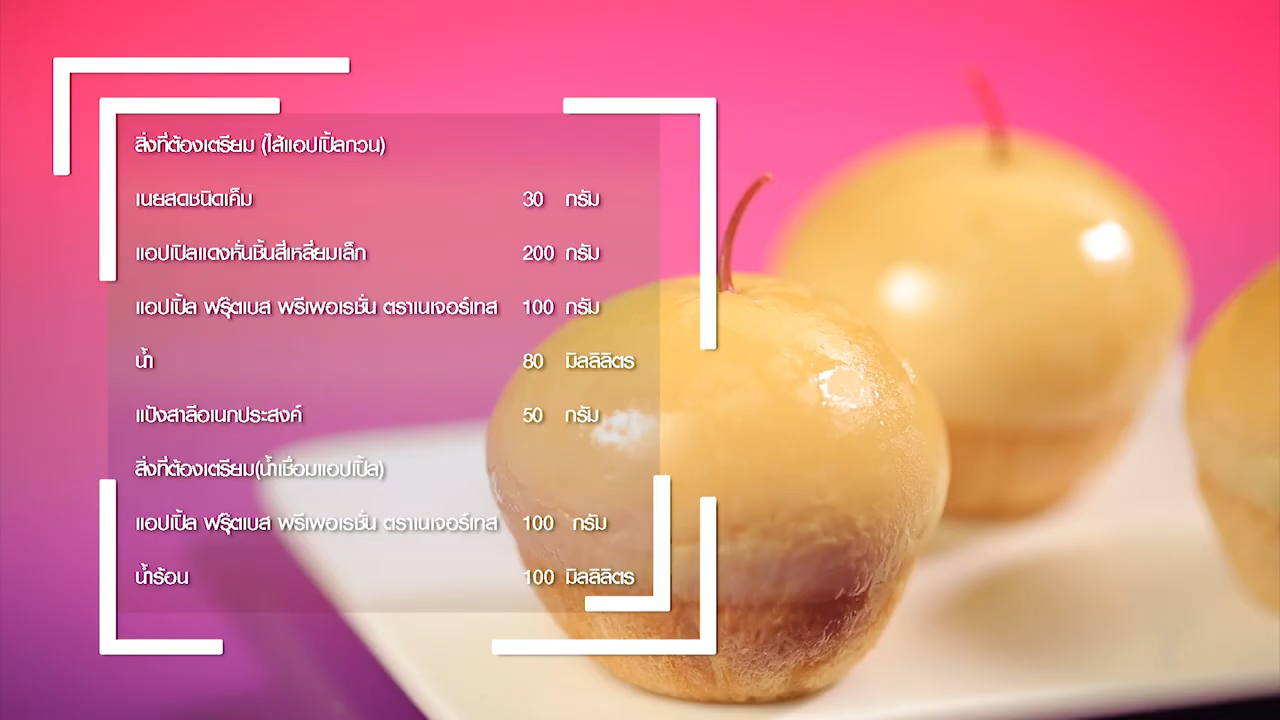 สิ่งที่ต้องเตรียม (ไส้แอปเปิ้ลกวน)
เนยสดชนิดเค็ม 30 กรัม
แอปเปิลแดงหั่นชิ้นสี่เหลี่ยมเล็ก 200 กรัม
แอปเปิ้ล ฟรุ๊ตเบส พรีเพอเรชั่น ตราเนเจอร์เทส 100 กรัม
น้ำ 80 มิลลิลิตร
แป้งสาลีอเนกประสงค์ 50 กรัม
สิ่งที่ต้องเตรียม(น้ำเชื่อมแอปเปิ้ล)
แอปเปิ้ล ฟรุ๊ตเบส พรีเพอเรชั่น ตราเนเจอร์เทส 100 กรัม
น้ำร้อน 100 มิลลิลิตร